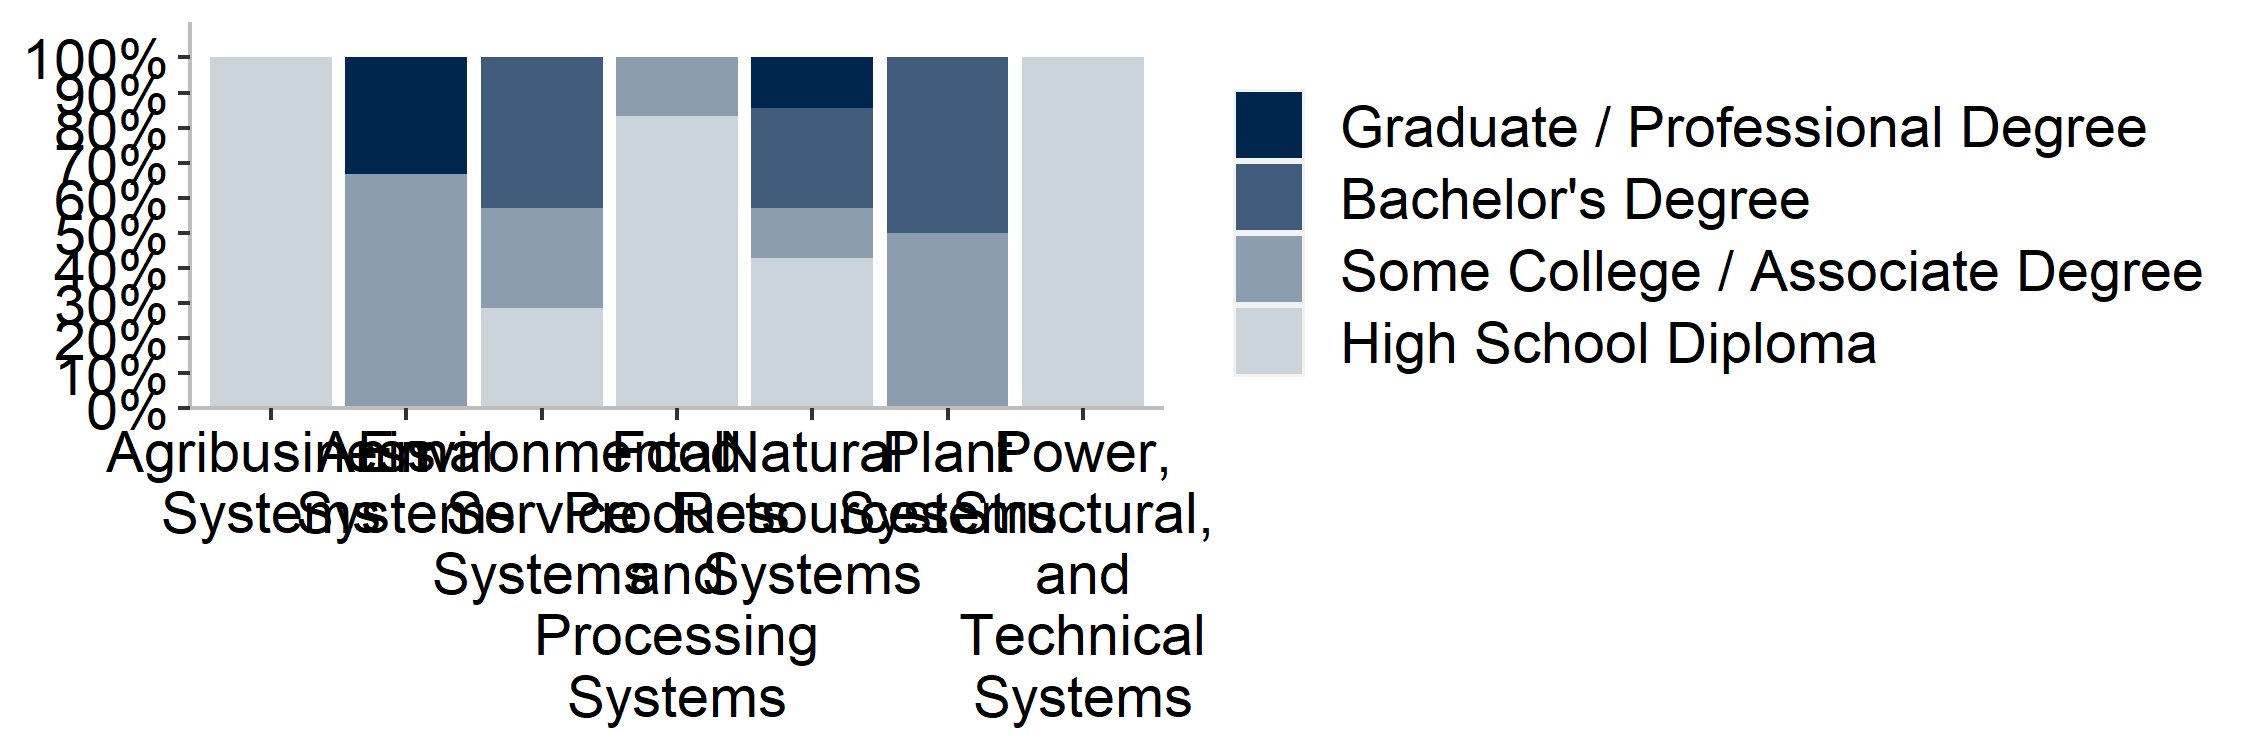 100%
90%
80%
70%
60%
50%
40%
30%
20%
10%
0%
Agribusiness
Systems
Animal
Systems
Environmental
Service
Systems
Food
Products
and
Processing
Systems
Natural
Resources
Systems
Plant
Systems
Power,
Structural,
and
Technical
Systems
Graduate / Professional Degree
Bachelor's Degree
Some College / Associate Degree
High School Diploma